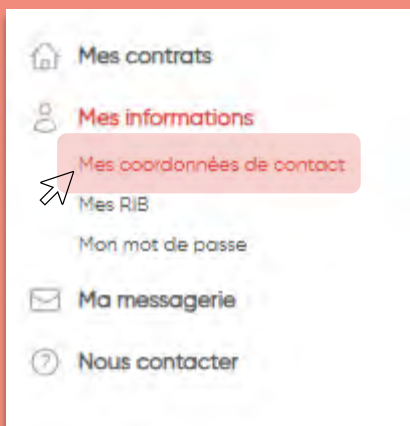 Mes contrats
Mes informations
Mes coordonnées de contact
Mes RIB
Mon mot de passe
Ma messagerie
Nous contacter